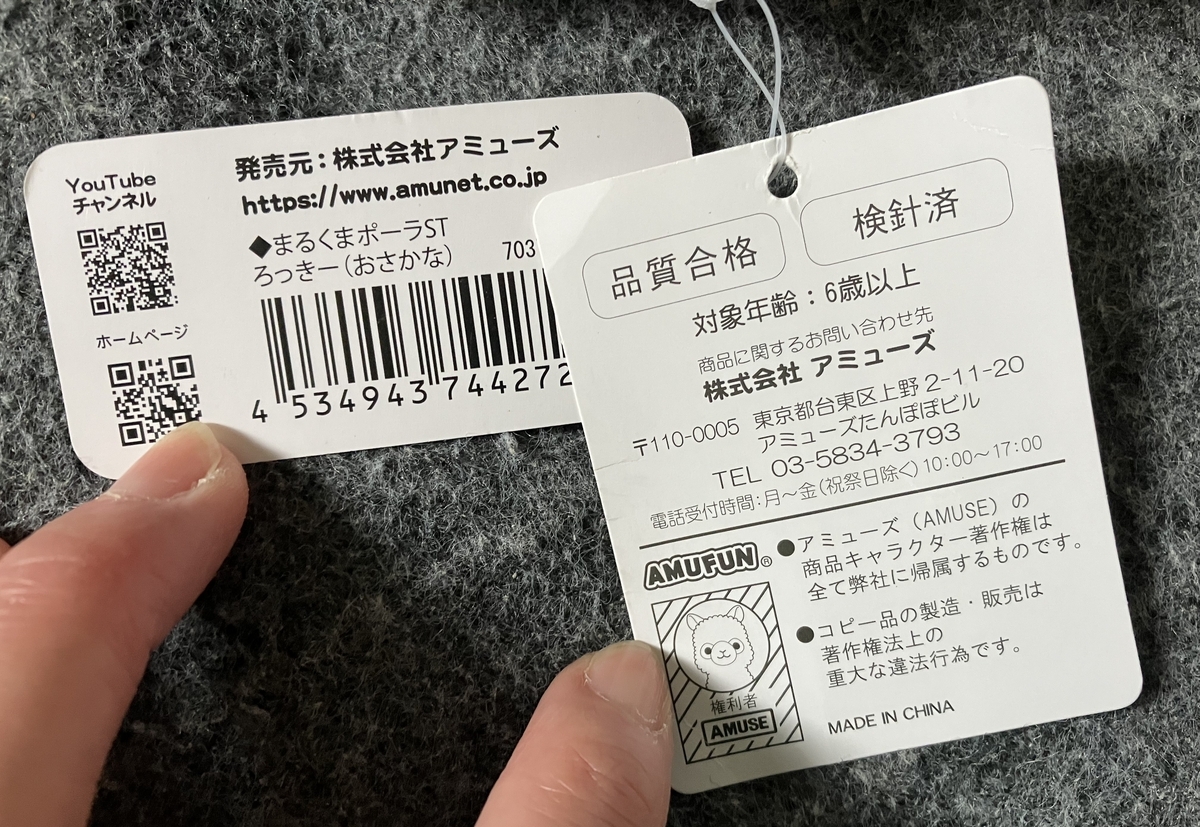 YouTube
チャンネル
ホームページ
発売元：株式会社アミューズ
https://www.amunet.co.jp
◆まるくまポーラST
ろっきー（おさかな）
703
4 534943 744272
品質合格
検針済
対象年齢：6歳以上
商品に関するお問い合わせ先
株式会社 アミューズ
〒110-0005 東京都台東区上野 2-11-20
アミューズたんぽぽビル
TEL 03-5834-3793
電話受付時間：月～金（祝祭日除く）10:00～17:00
AMUFUN®
権利者
AMUSE
●アミューズ（AMUSE）の
商品キャラクター著作権は
全て弊社に帰属するものです。
●コピー品の製造・販売は
著作権法上の
重大な違法行為です。
MADE IN CHINA